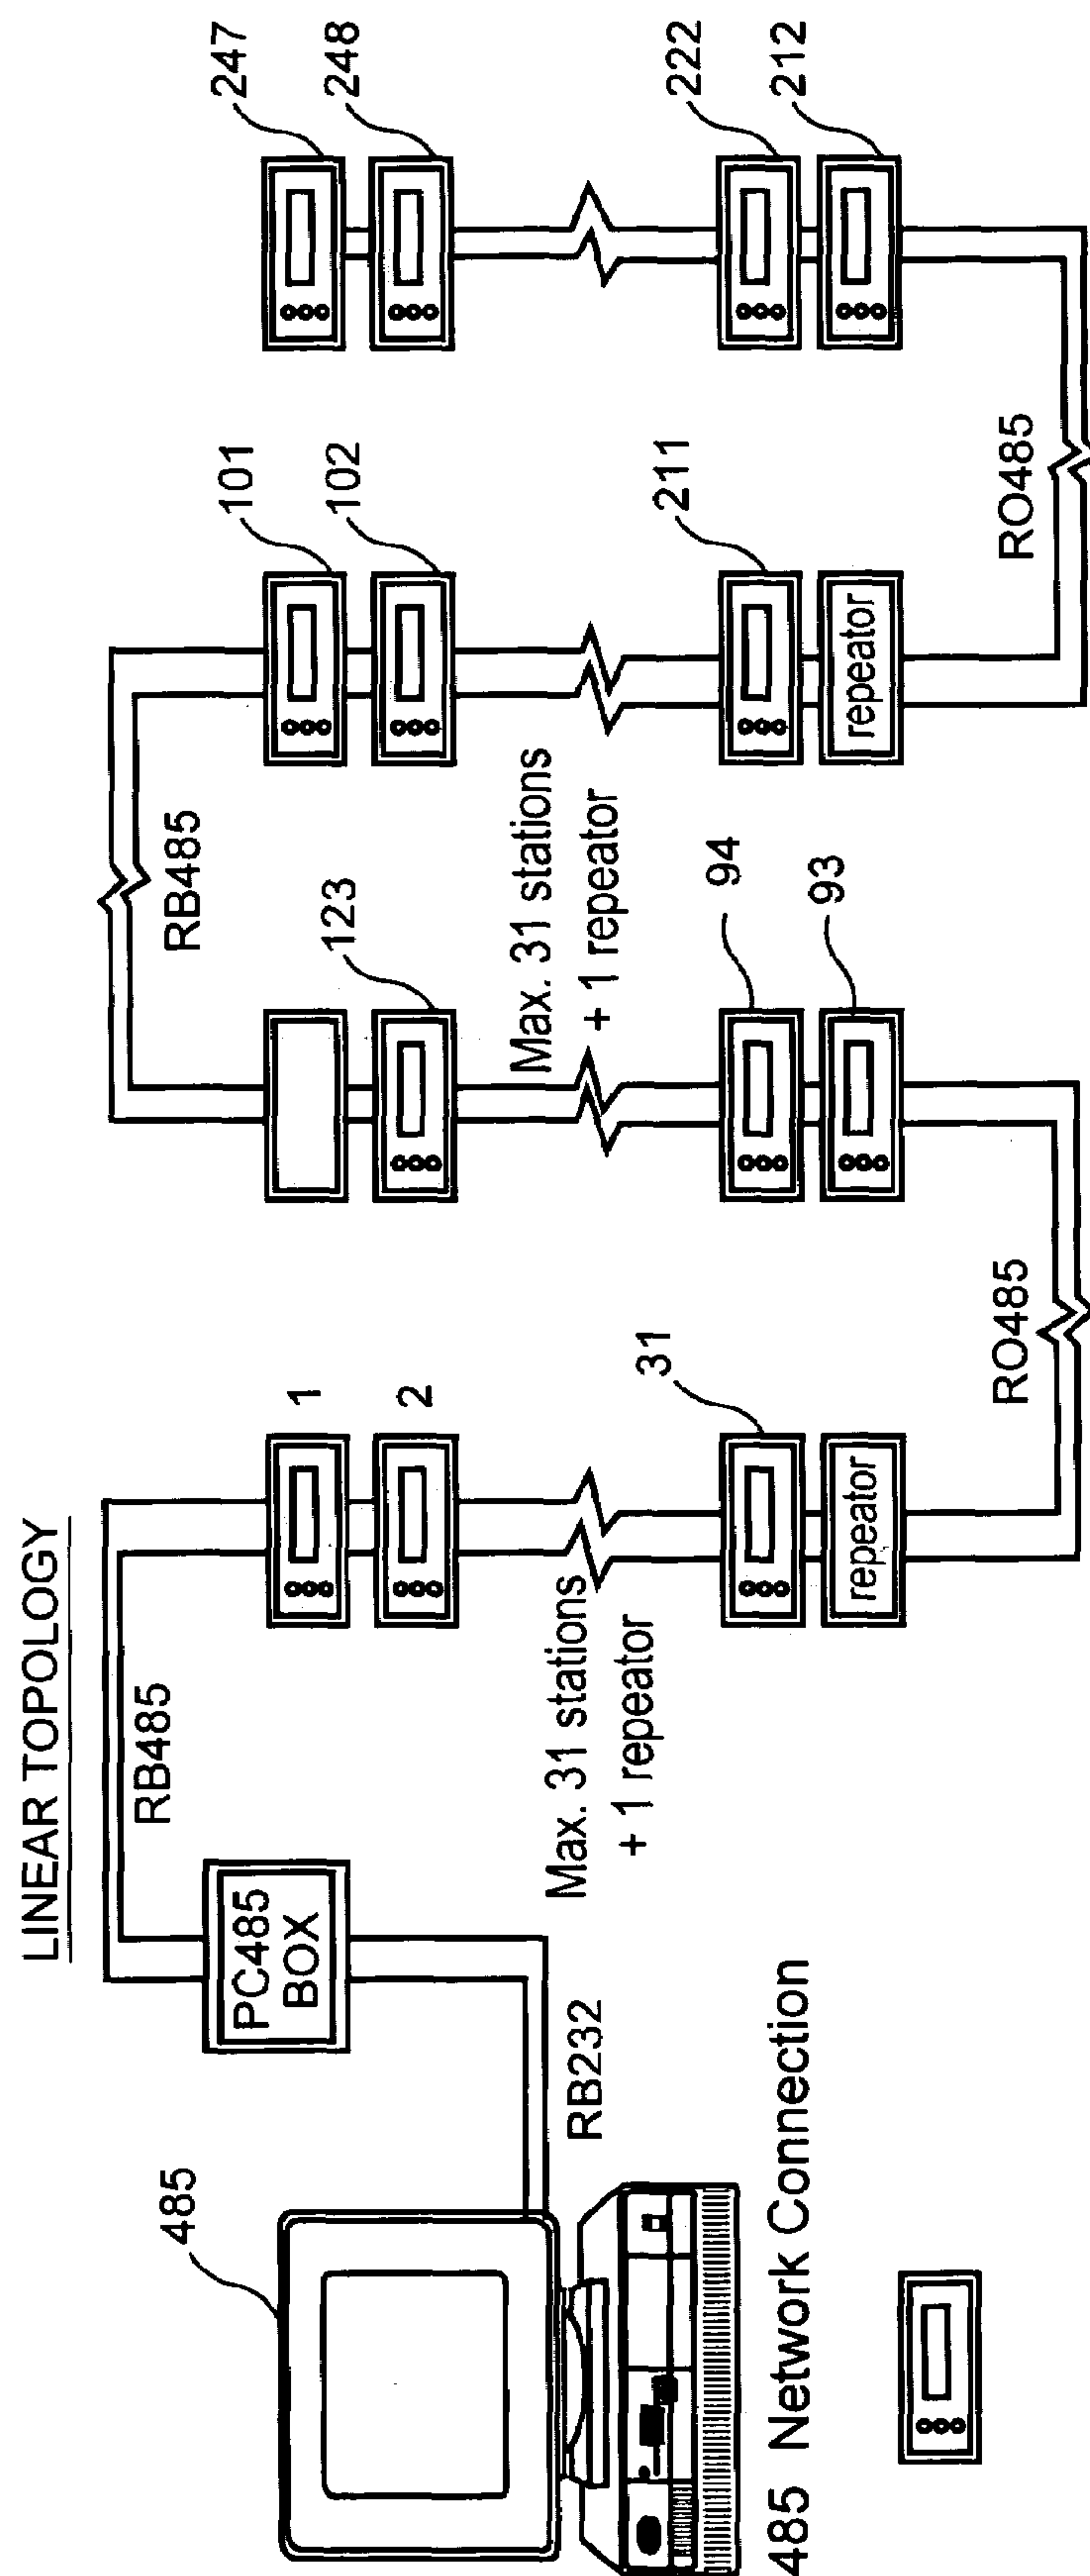 LINEAR TOPOLOGY
485
PC485
BOX
RB232
RB485
1
2
31
Max. 31 stations
+ 1 repeator
repeator
RO485
93
94
123
RB485
Max. 31 stations
+ 1 repeator
101
102
211
repeator
RO485
212
222
248
247
485 Network Connection